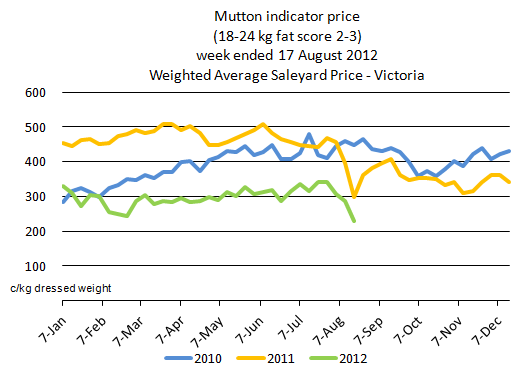 Mutton indicator price
(18-24 kg fat score 2-3)
week ended 17 August 2012
Weighted Average Saleyard Price - Victoria
600
500
400
300
200
100
c/kg dressed weight
7-Jan 7-Feb 7-Mar 7-Apr 7-May 7-Jun 7-Jul 7-Aug 7-Sep 7-Oct 7-Nov 7-Dec
2010 2011 2012